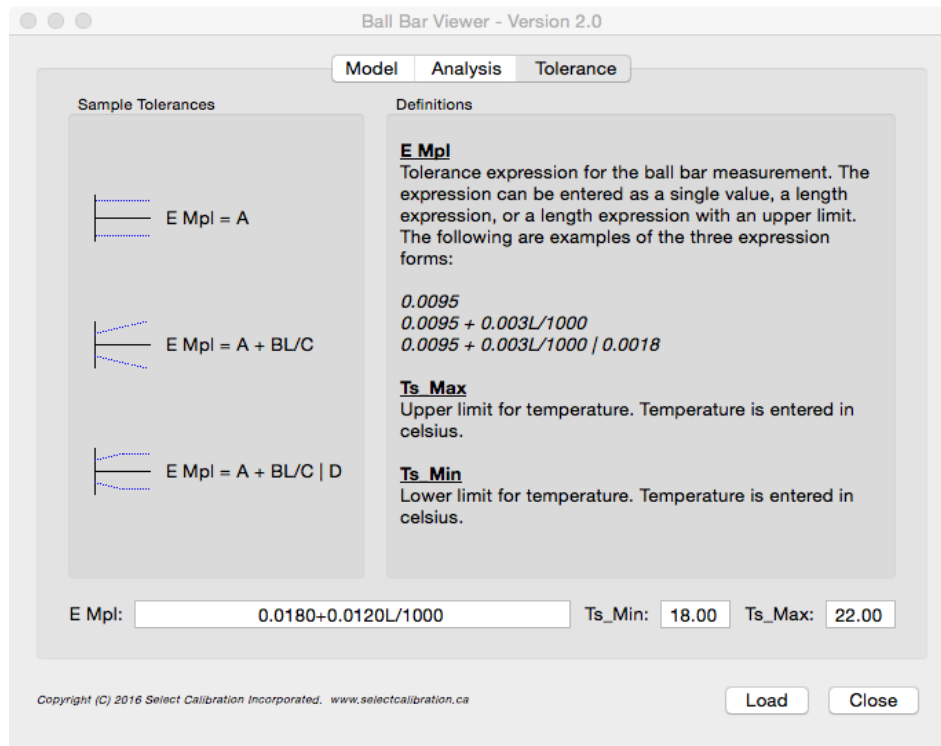 Ball Bar Viewer - Version 2.0
Model Analysis Tolerance
Sample Tolerances
E Mpl = A
E Mpl = A + BL/C
E Mpl = A + BL/C | D
Definitions
E Mpl
Tolerance expression for the ball bar measurement. The
expression can be entered as a single value, a length
expression, or a length expression with an upper limit.
The following are examples of the three expression
forms:
0.0095
0.0095 + 0.003L/1000
0.0095 + 0.003L/1000 | 0.0018
Ts_Max
Upper limit for temperature. Temperature is entered in
celsius.
Ts_Min
Lower limit for temperature. Temperature is entered in
celsius.
E Mpl: 0.0180+0.0120L/1000 Ts_Min: 18.00 Ts_Max: 22.00
Copyright (C) 2016 Select Calibration Incorporated. www.selectcalibration.ca
Load Close